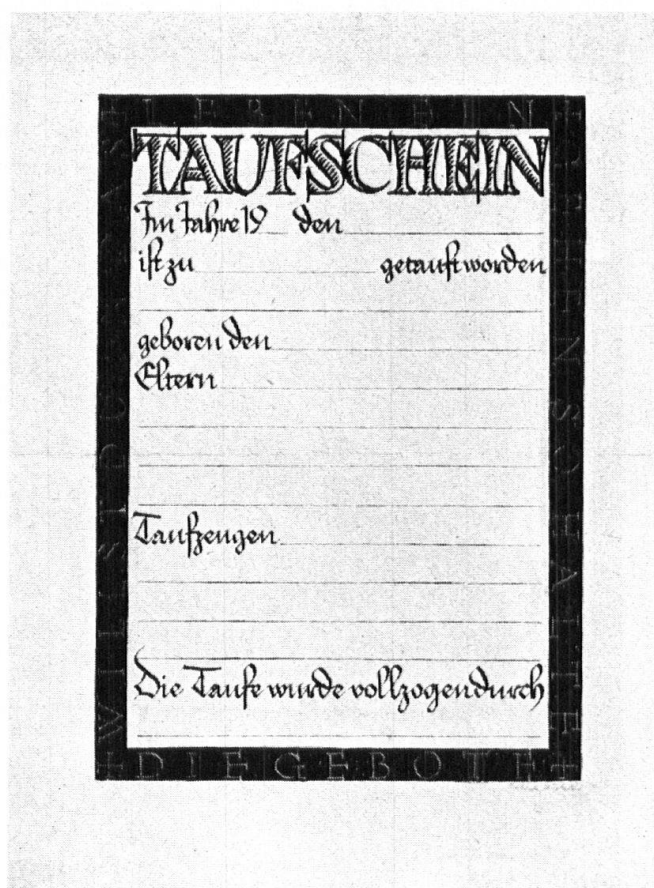 WILLST DU
LEBEN EIN
GEHEN SO HALTE
DIE GEBOTE
TAUFSCHEIN
Im Jahre 19 den
ist zu getauft worden
geboren den
Eltern
Taufzeugen
Die Taufe wurde vollzogen durch